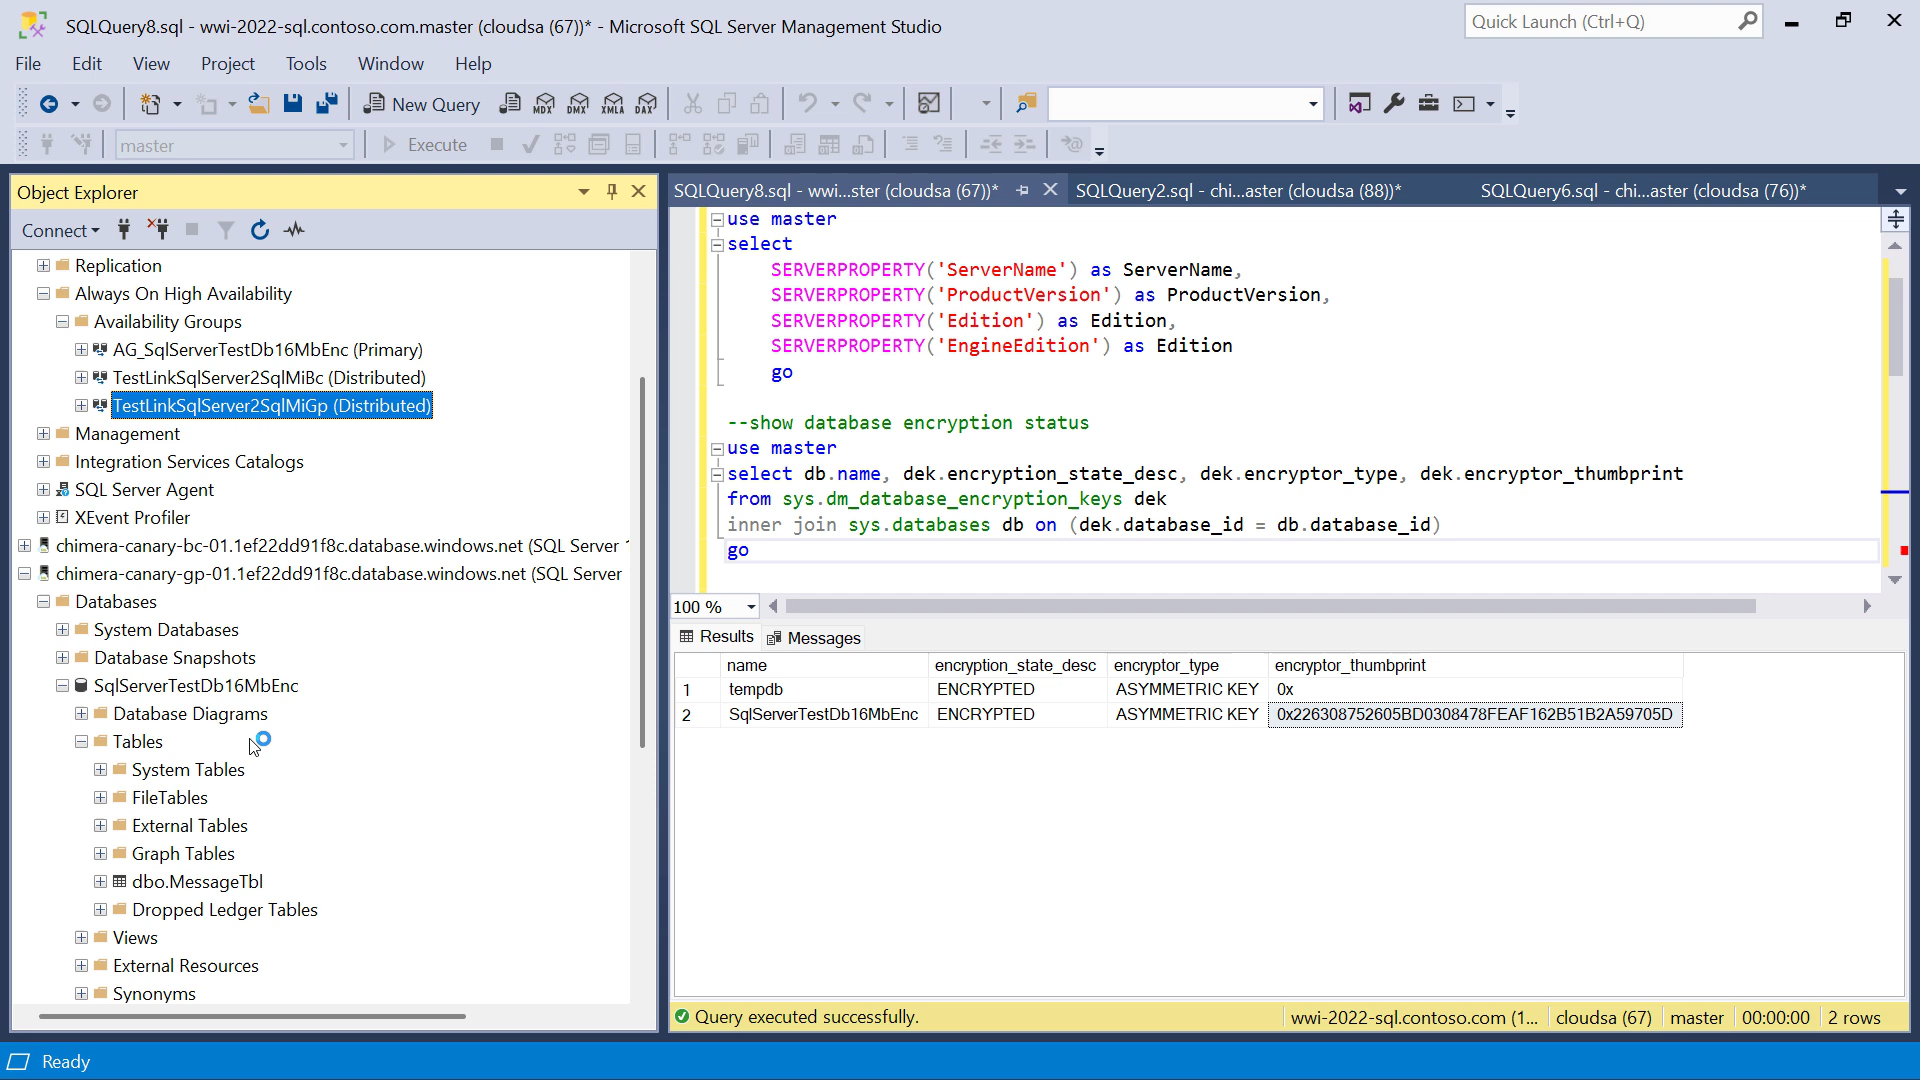 SQLQuery8.sql - wwi-2022-sql.contoso.com.master (cloudsa (67))* - Microsoft SQL Server Management Studio
Quick Launch (Ctrl+Q)
File Edit View Project Tools Window Help
New Query
MDX DMX XMLA DAX
master
Execute
Object Explorer
Connect
Replication
Always On High Availability
Availability Groups
AG_SqlServerTestDb16MbEnc (Primary)
TestLinkSqlServer2SqlMiBc (Distributed)
TestLinkSqlServer2SqlMiGp (Distributed)
Management
Integration Services Catalogs
SQL Server Agent
XEvent Profiler
chimera-canary-bc-01.1ef22dd91f8c.database.windows.net (SQL Server
chimera-canary-gp-01.1ef22dd91f8c.database.windows.net (SQL Server
Databases
System Databases
Database Snapshots
SqlServerTestDb16MbEnc
Database Diagrams
Tables
System Tables
FileTables
External Tables
Graph Tables
dbo.MessageTbl
Dropped Ledger Tables
Views
External Resources
Synonyms
SQLQuery8.sql - wwi...ster (cloudsa (67))*
SQLQuery2.sql - chi...aster (cloudsa (88))*
SQLQuery6.sql - chi...aster (cloudsa (76))*
use master
select
SERVERPROPERTY('ServerName') as ServerName,
SERVERPROPERTY('ProductVersion') as ProductVersion,
SERVERPROPERTY('Edition') as Edition,
SERVERPROPERTY('EngineEdition') as Edition
go
--show database encryption status
use master
select db.name, dek.encryption_state_desc, dek.encryptor_type, dek.encryptor_thumbprint
from sys.dm_database_encryption_keys dek
inner join sys.databases db on (dek.database_id = db.database_id)
go
100 %
Results Messages
name encryption_state_desc encryptor_type encryptor_thumbprint
1 tempdb ENCRYPTED ASYMMETRIC KEY 0x
2 SqlServerTestDb16MbEnc ENCRYPTED ASYMMETRIC KEY 0x226308752605BD0308478FEAF162B51B2A59705D
Query executed successfully.
wwi-2022-sql.contoso.com (1... cloudsa (67) master 00:00:00 2 rows
Ready